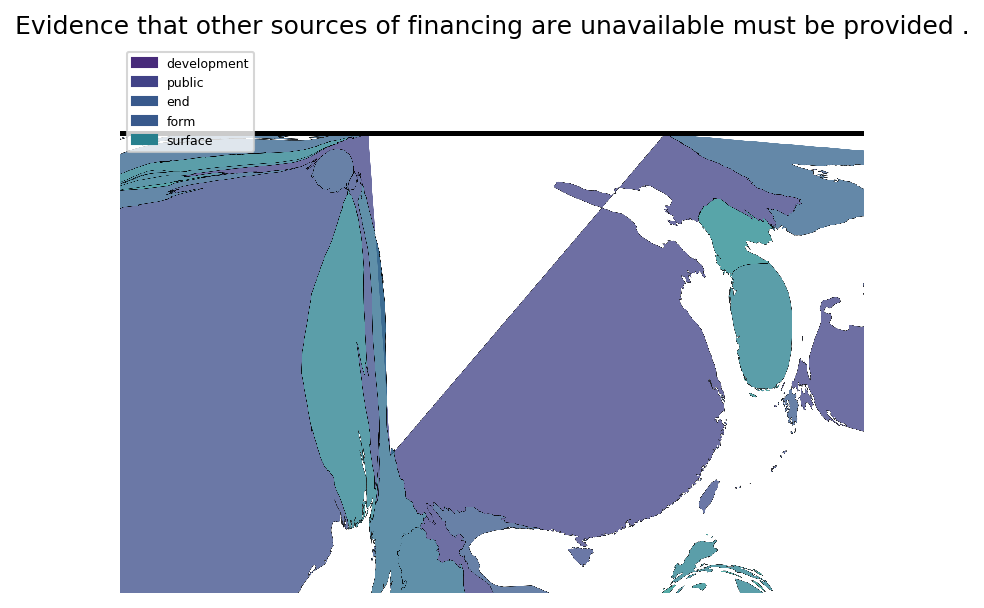 Evidence that other sources of financing are unavailable must be provided .
development
public
end
form
surface